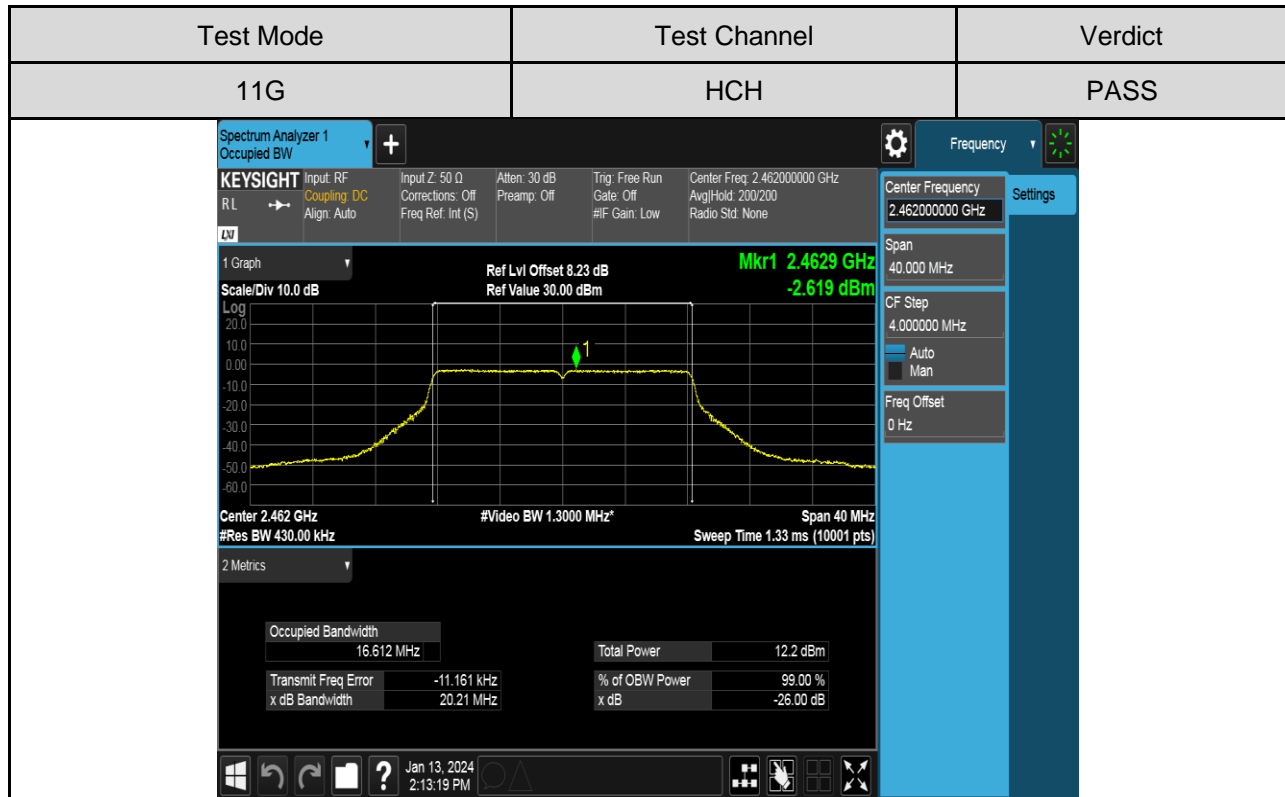 Test Mode Test Channel Verdict
11G HCH PASS
Spectrum Analyzer 1
Occupied BW
+
Frequency
KEYSIGHT
RL
LXI
Input: RF
Coupling: DC
Align: Auto
Input Z: 50 Ω
Corrections: Off
Freq Ref: Int (S)
Atten: 30 dB
Preamp: Off
Trig: Free Run
Gate: Off
#IF Gain: Low
Center Freq: 2.462000000 GHz
Avg|Hold: 200/200
Radio Std: None
Center Frequency
2.462000000 GHz
Settings
Span
40.000 MHz
CF Step
4.000000 MHz
Auto
Man
Freq Offset
0 Hz
1 Graph
Scale/Div 10.0 dB
Ref Lvl Offset 8.23 dB
Ref Value 30.00 dBm
Mkr1 2.4629 GHz
-2.619 dBm
Log
20.0
10.0
0.00
-10.0
-20.0
-30.0
-40.0
-50.0
-60.0
1
Center 2.462 GHz #Video BW 1.3000 MHz* Span 40 MHz
#Res BW 430.00 kHz Sweep Time 1.33 ms (10001 pts)
2 Metrics
Occupied Bandwidth
16.612 MHz
Total Power 12.2 dBm
Transmit Freq Error -11.161 kHz % of OBW Power 99.00 %
x dB Bandwidth 20.21 MHz x dB -26.00 dB
?
Jan 13, 2024
2:13:19 PM